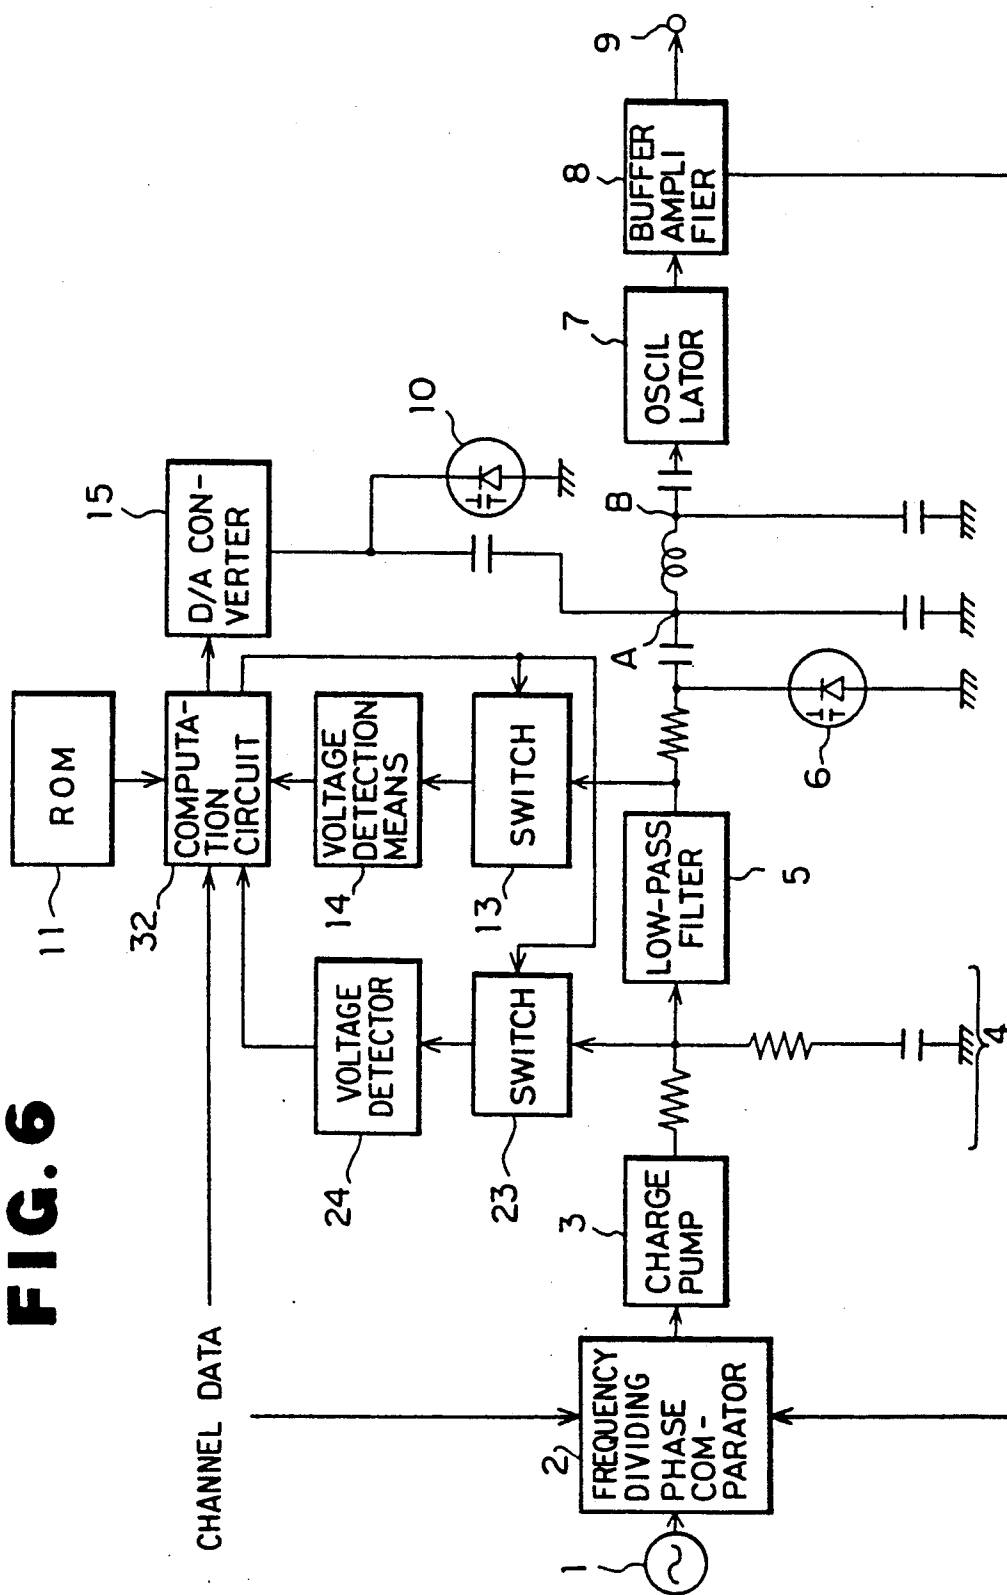 FIG. 6
CHANNEL DATA
11
ROM
32
COMPUTA-
TION
CIRCUIT
15
D/A CON-
VERTER
24
VOLTAGE
DETECTOR
14
VOLTAGE
DETECTION
MEANS
10
23
SWITCH
13
SWITCH
1
2
FREQUENCY
DIVIDING
PHASE
COM-
PARATOR
3
CHARGE
PUMP
4
LOW-PASS
FILTER
5
6
A
B
7
OSCIL
LATOR
8
BUFFER
AMPLI
FIER
9